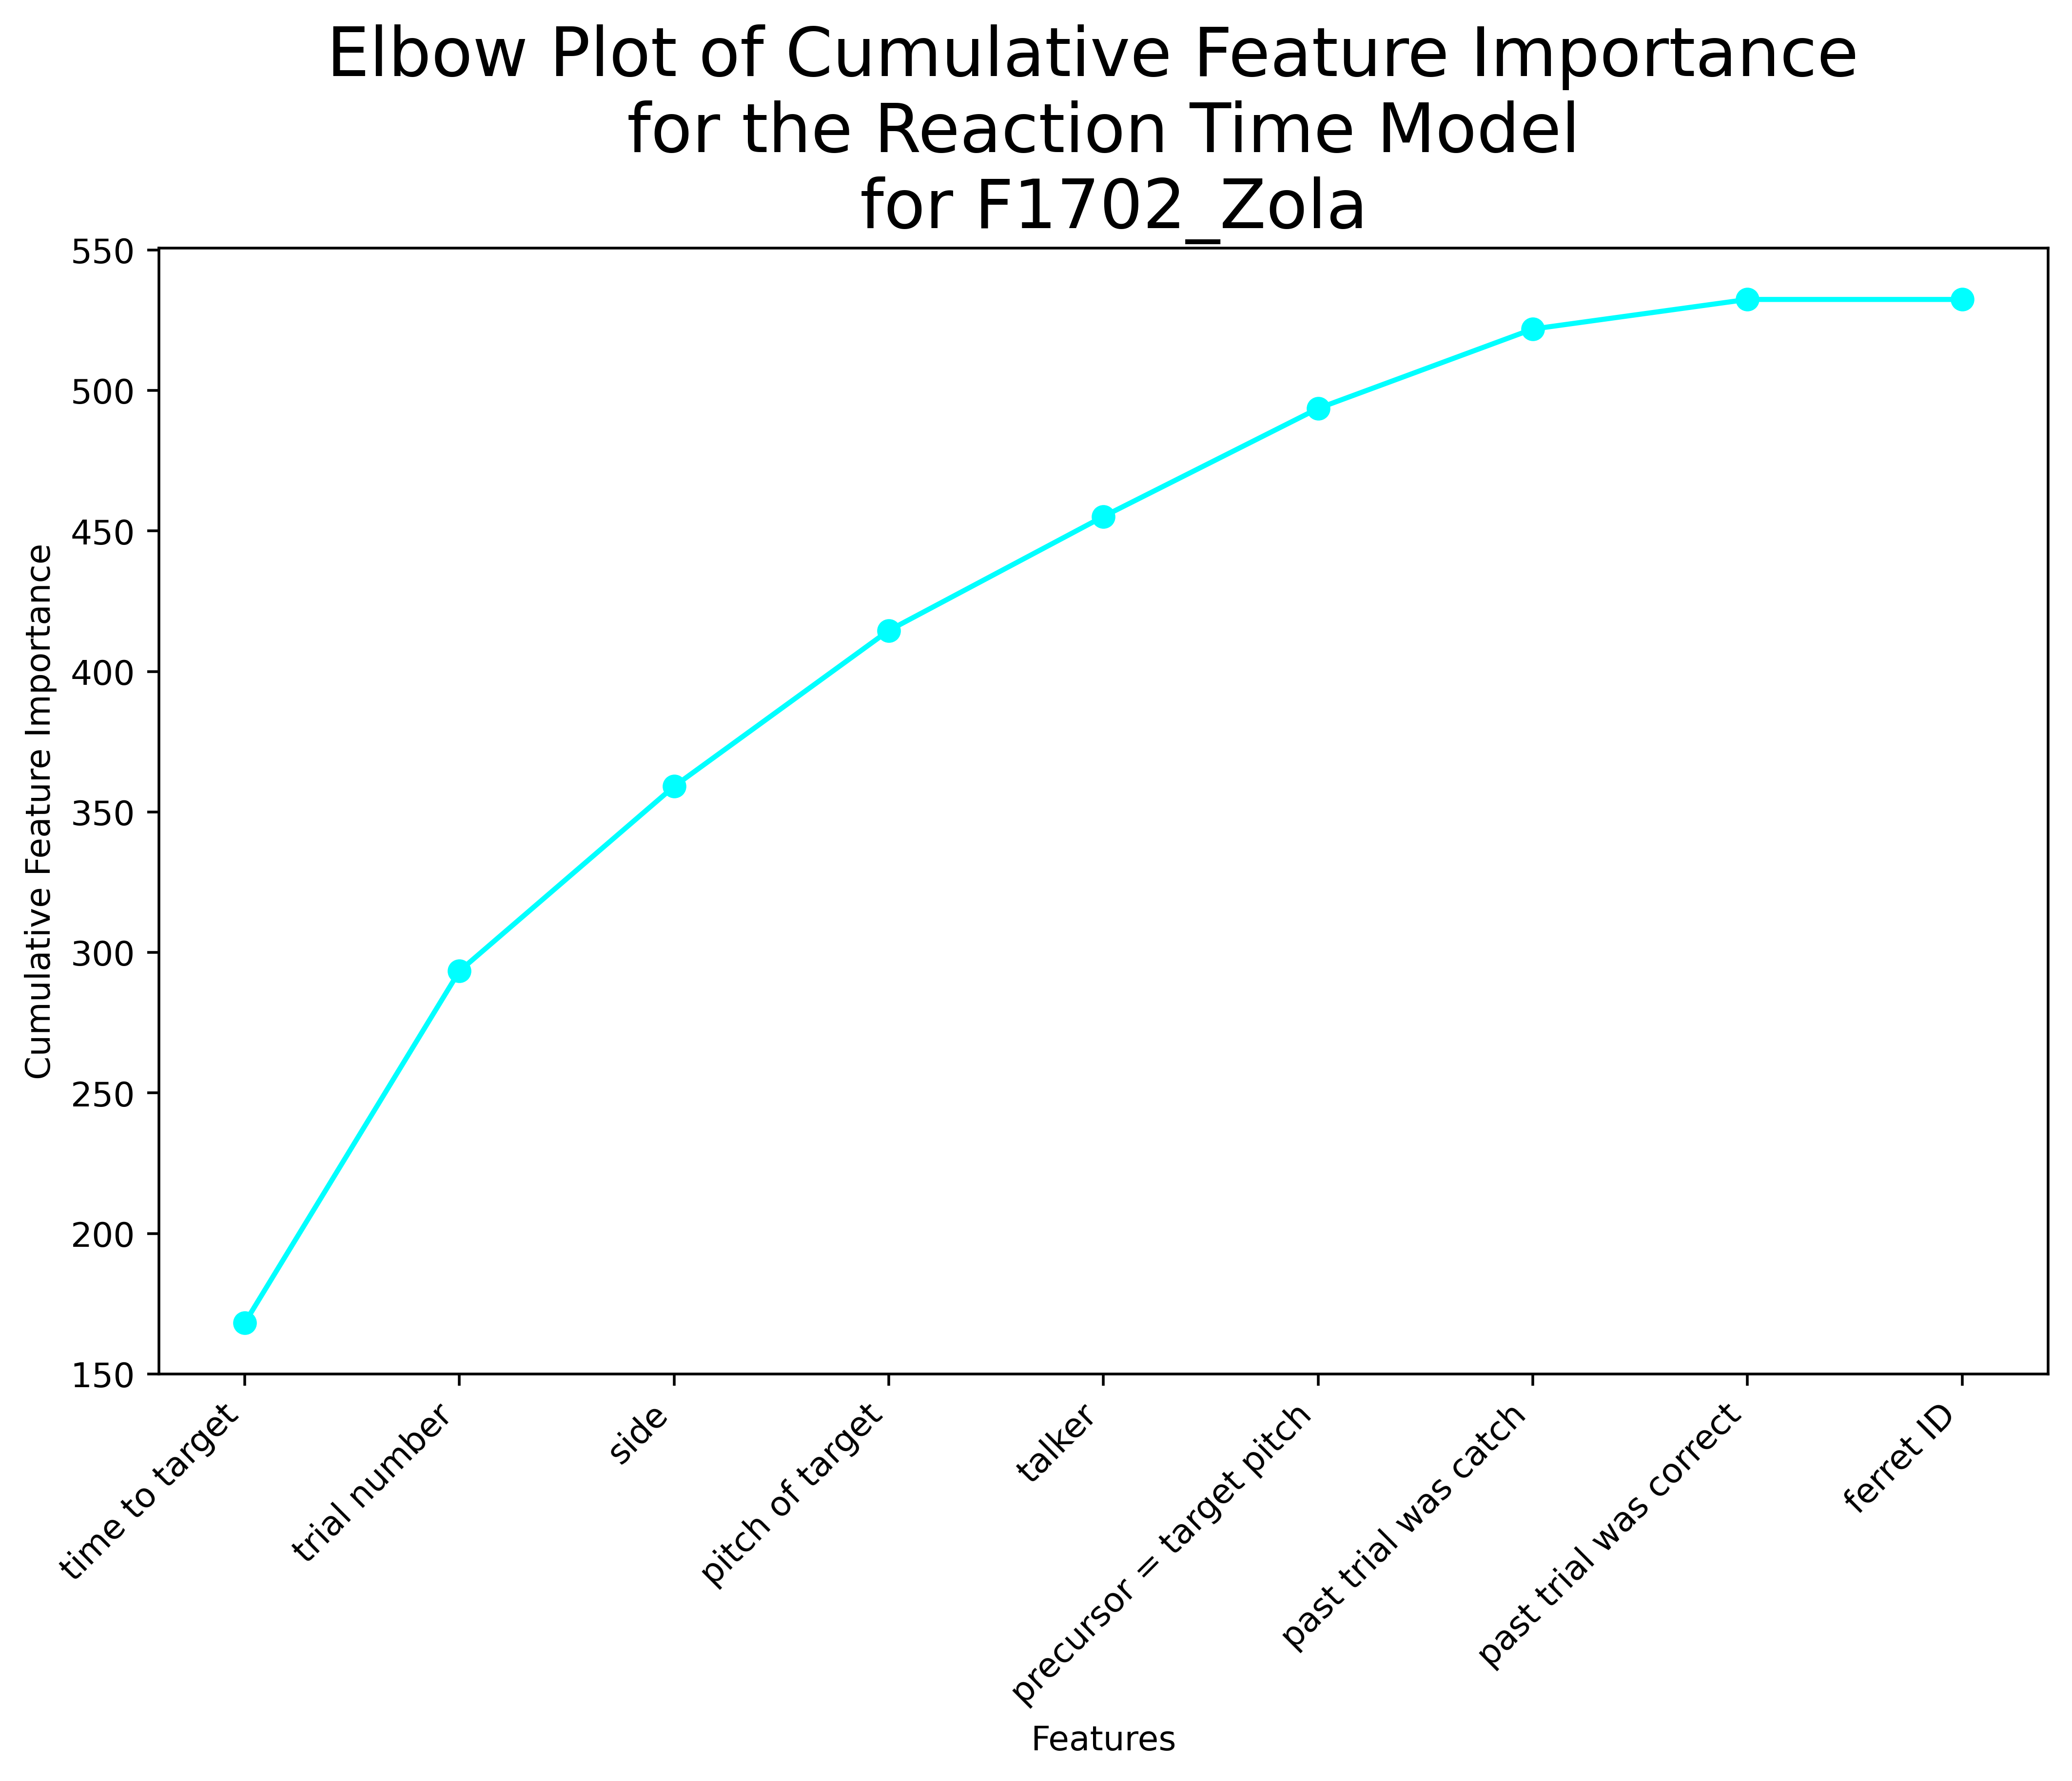 Elbow Plot of Cumulative Feature Importance
for the Reaction Time Model
for F1702_Zola
Cumulative Feature Importance
550
500
450
400
350
300
250
200
150
time to target
trial number
side
pitch of target
talker
precursor = target pitch
past trial was catch
past trial was correct
ferret ID
Features